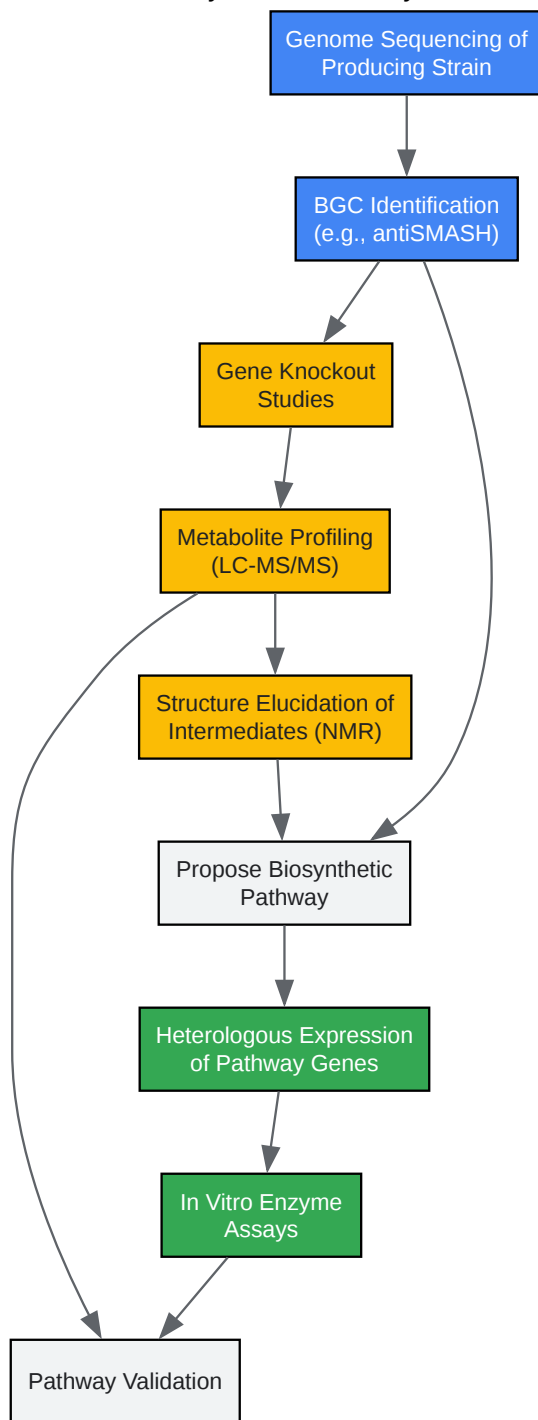 Genome Sequencing of
Producing Strain
BGC Identification
(e.g., antiSMASH)
Gene Knockout
Studies
Metabolite Profiling
(LC-MS/MS)
Structure Elucidation of
Intermediates (NMR)
Propose Biosynthetic
Pathway
Heterologous Expression
of Pathway Genes
In Vitro Enzyme
Assays
Pathway Validation